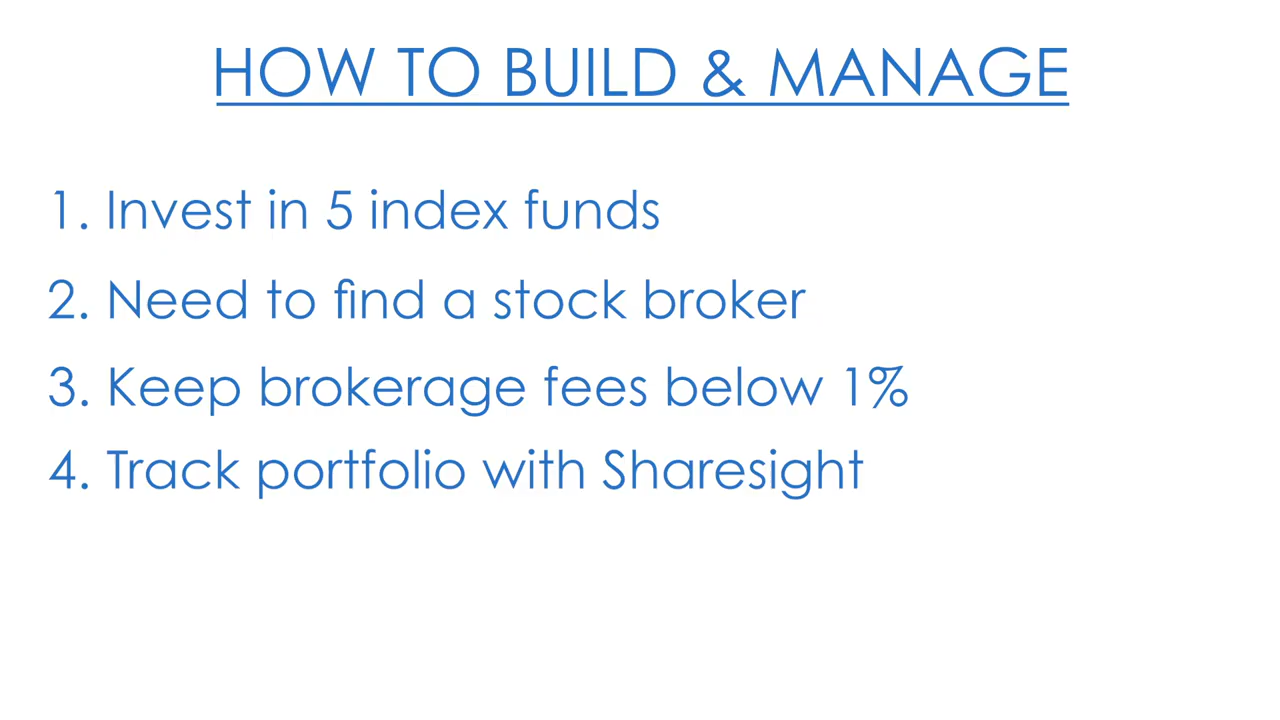 HOW TO BUILD & MANAGE
1. Invest in 5 index funds
2. Need to find a stock broker
3. Keep brokerage fees below 1%
4. Track portfolio with Sharesight